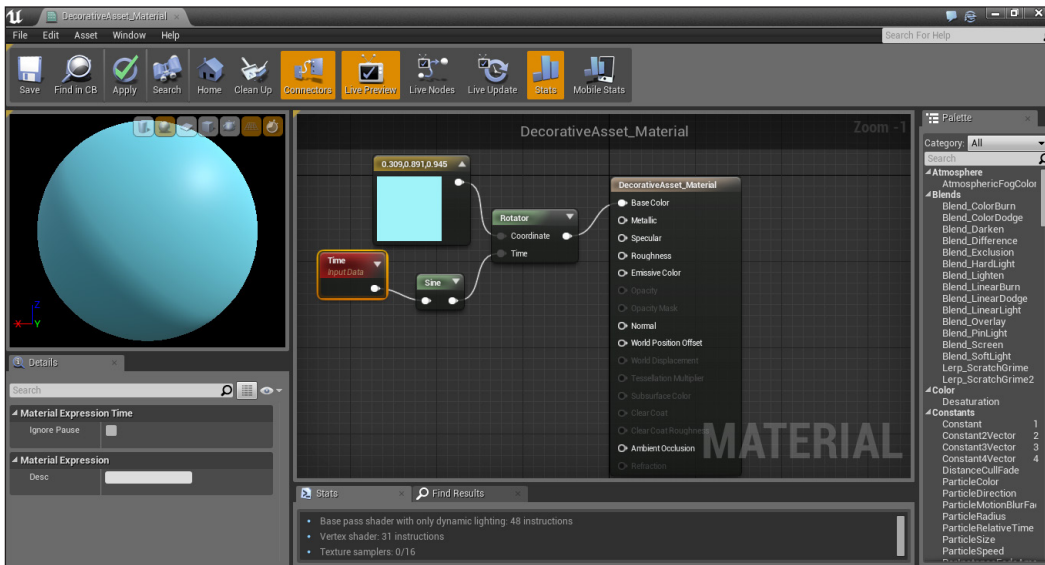 DecorativeAsset_Material
File Edit Asset Window Help
Search For Help
Save Find in CB Apply Search Home Clean Up Connectors Live Preview Live Nodes Live Update Stats Mobile Stats
Z
X
Y
DecorativeAsset_Material
Zoom -1
0.309,0.891,0.945
Time
Input Data
Sine
Rotator
Coordinate
Time
DecorativeAsset_Material
Base Color
Metallic
Specular
Roughness
Emissive Color
Opacity
Opacity Mask
Normal
World Position Offset
World Displacement
Tessellation Multiplier
Subsurface Color
Clear Coat
Clear Coat Roughness
Ambient Occlusion
Refraction
MATERIAL
Details
Search
Material Expression Time
Ignore Pause
Material Expression
Desc
Stats
Find Results
• Base pass shader with only dynamic lighting: 48 instructions
• Vertex shader: 31 instructions
• Texture samplers: 0/16
Palette
Category: All
Search
Atmosphere
AtmosphericFogColor
Blends
Blend_ColorBurn
Blend_ColorDodge
Blend_Darken
Blend_Difference
Blend_Exclusion
Blend_HardLight
Blend_Lighten
Blend_LinearBurn
Blend_LinearDodge
Blend_LinearLight
Blend_Overlay
Blend_PinLight
Blend_Screen
Blend_SoftLight
Lerp_ScratchGrime
Lerp_ScratchGrime2
Color
Desaturation
Constants
Constant 1
Constant2Vector 2
Constant3Vector 3
Constant4Vector 4
DistanceCullFade
ParticleColor
ParticleDirection
ParticleMotionBlurFa
ParticleRadius
ParticleRelativeTime
ParticleSize
ParticleSpeed